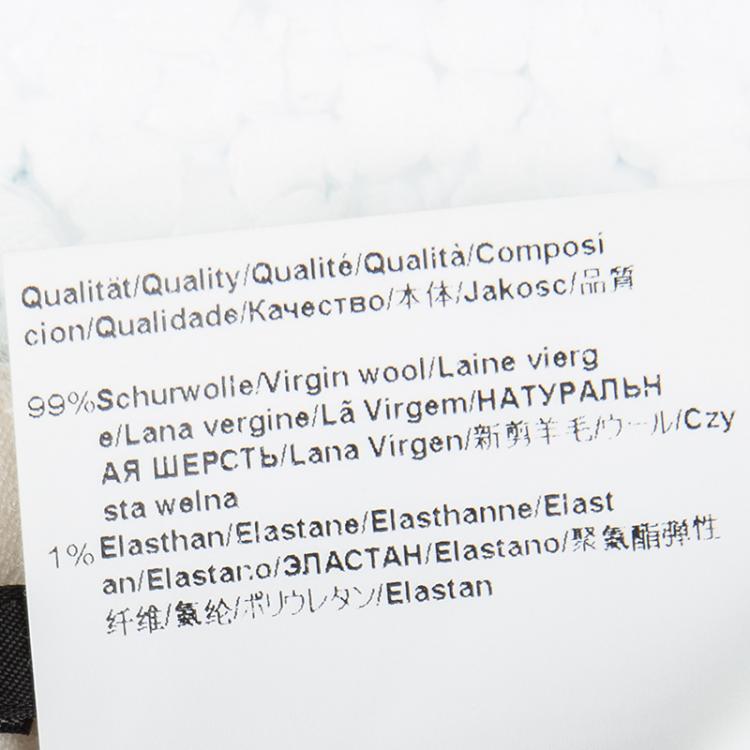 Qualität/Quality/Qualité/Qualità/Composi
cion/Qualidade/Качество/本体/Jakosc/品質
99%Schurwolle/Virgin wool/Laine vierg
e/Lana vergine/Lã Virgem/НАТУРАЛЬН
АЯ ШЕРСТЬ/Lana Virgen/新剪羊毛/ウール/Czy
sta welna
1%Elasthan/Elastane/Elasthanne/Elast
an/Elastano/ЭЛАСТАН/Elastano/聚氨酯弹性
纤维/氨纶/ポリウレタン/Elastan